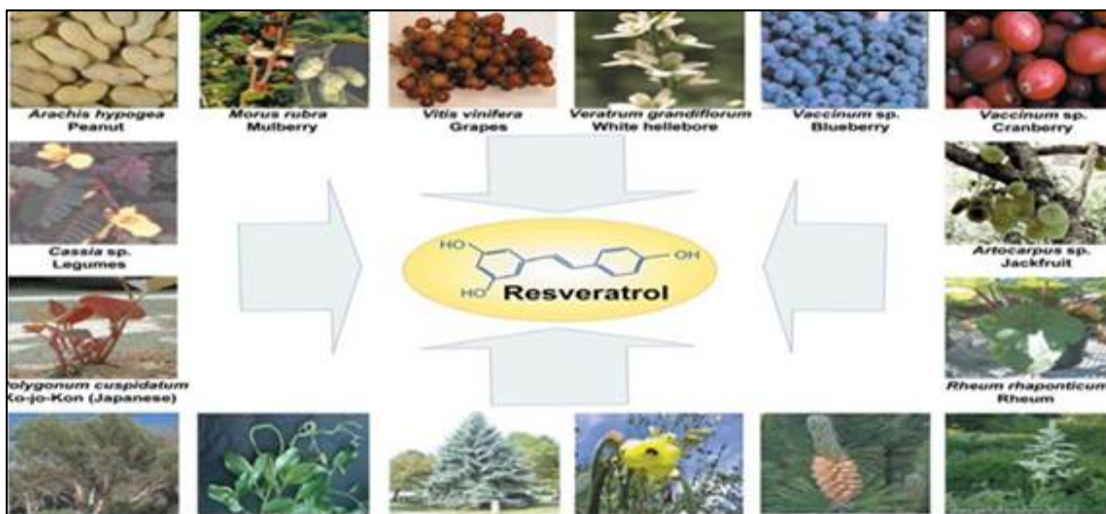 Arachis hypogea
Peanut
Morus rubra
Mulberry
Vitis vinifera
Grapes
Veratrum grandiflorum
White hellebore
Vaccinum sp.
Blueberry
Vaccinum sp.
Cranberry
Cassia sp.
Legumes
HO
HO
OH
Resveratrol
Artocarpus sp.
Jackfruit
Polygonum cuspidatum
Ko-jo-Kon (Japanese)
Rheum rhaponticum
Rheum